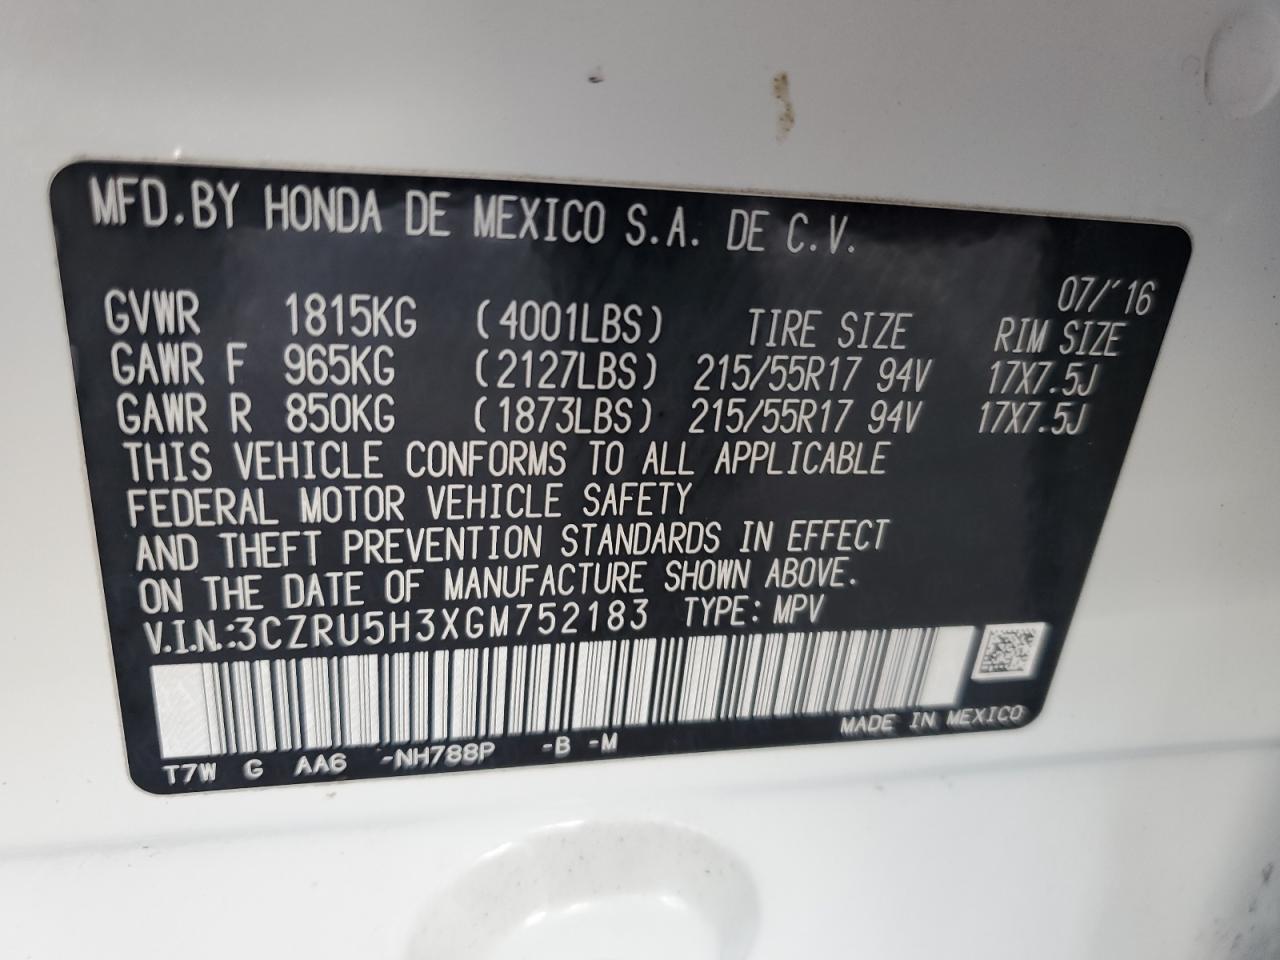 MFD.BY HONDA DE MEXICO S.A. DE C.V.
07/'16
GVWR 1815KG (4001LBS) TIRE SIZE RIM SIZE
GAWR F 965KG (2127LBS) 215/55R17 94V 17X7.5J
GAWR R 850KG (1873LBS) 215/55R17 94V 17X7.5J
THIS VEHICLE CONFORMS TO ALL APPLICABLE
FEDERAL MOTOR VEHICLE SAFETY
AND THEFT PREVENTION STANDARDS IN EFFECT
ON THE DATE OF MANUFACTURE SHOWN ABOVE.
V.I.N.:3CZRU5H3XGM752183 TYPE: MPV
MADE IN MEXICO
T7W G AA6 -NH788P -B -M